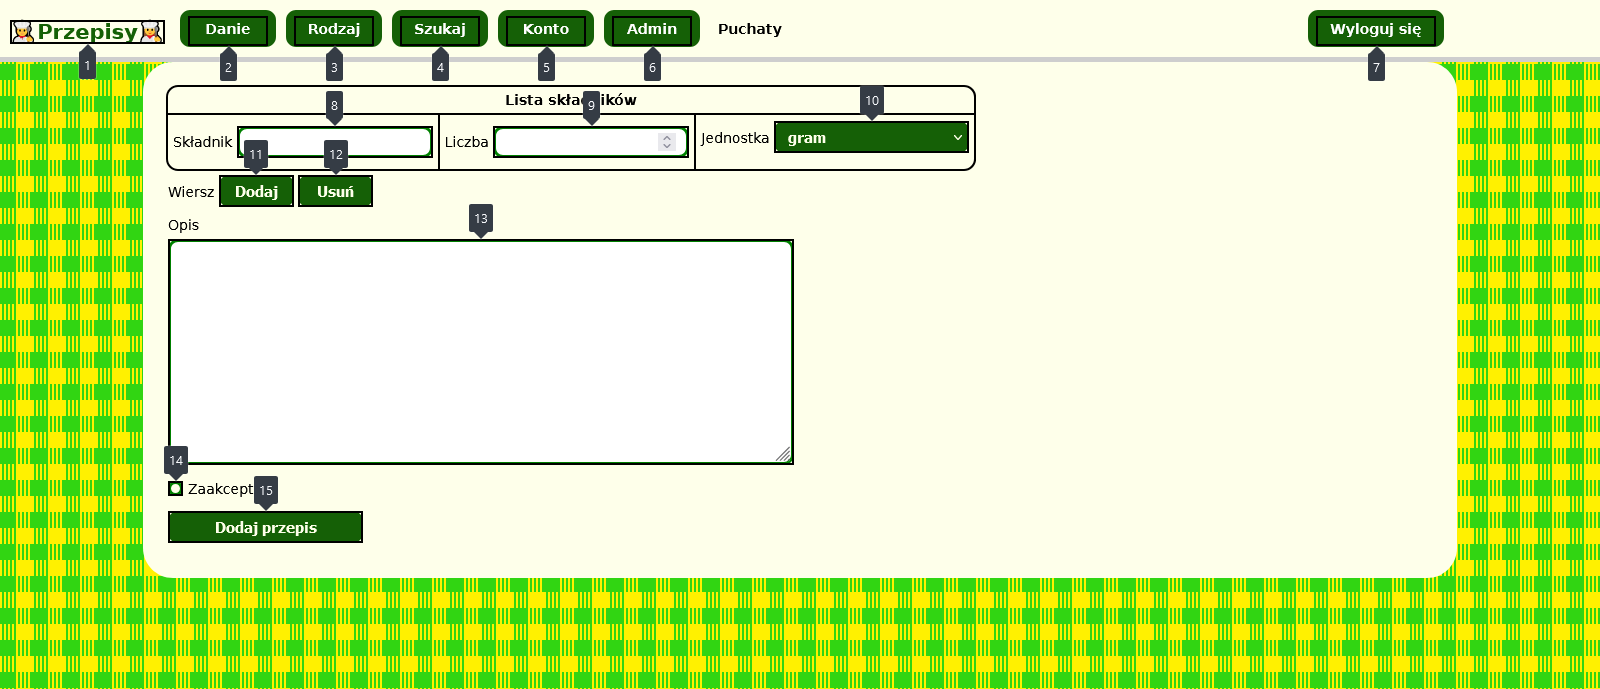 Przepisy
Danie
Rodzaj
Szukaj
Konto
Admin
Puchaty
Wyloguj się
1
2
3
4
5
6
7
8
9
10
Lista skła ików
Składnik
Liczba
Jednostka
gram
11
12
Wiersz
Dodaj
Usuń
Opis
13
14
Zaakcept
15
Dodaj przepis